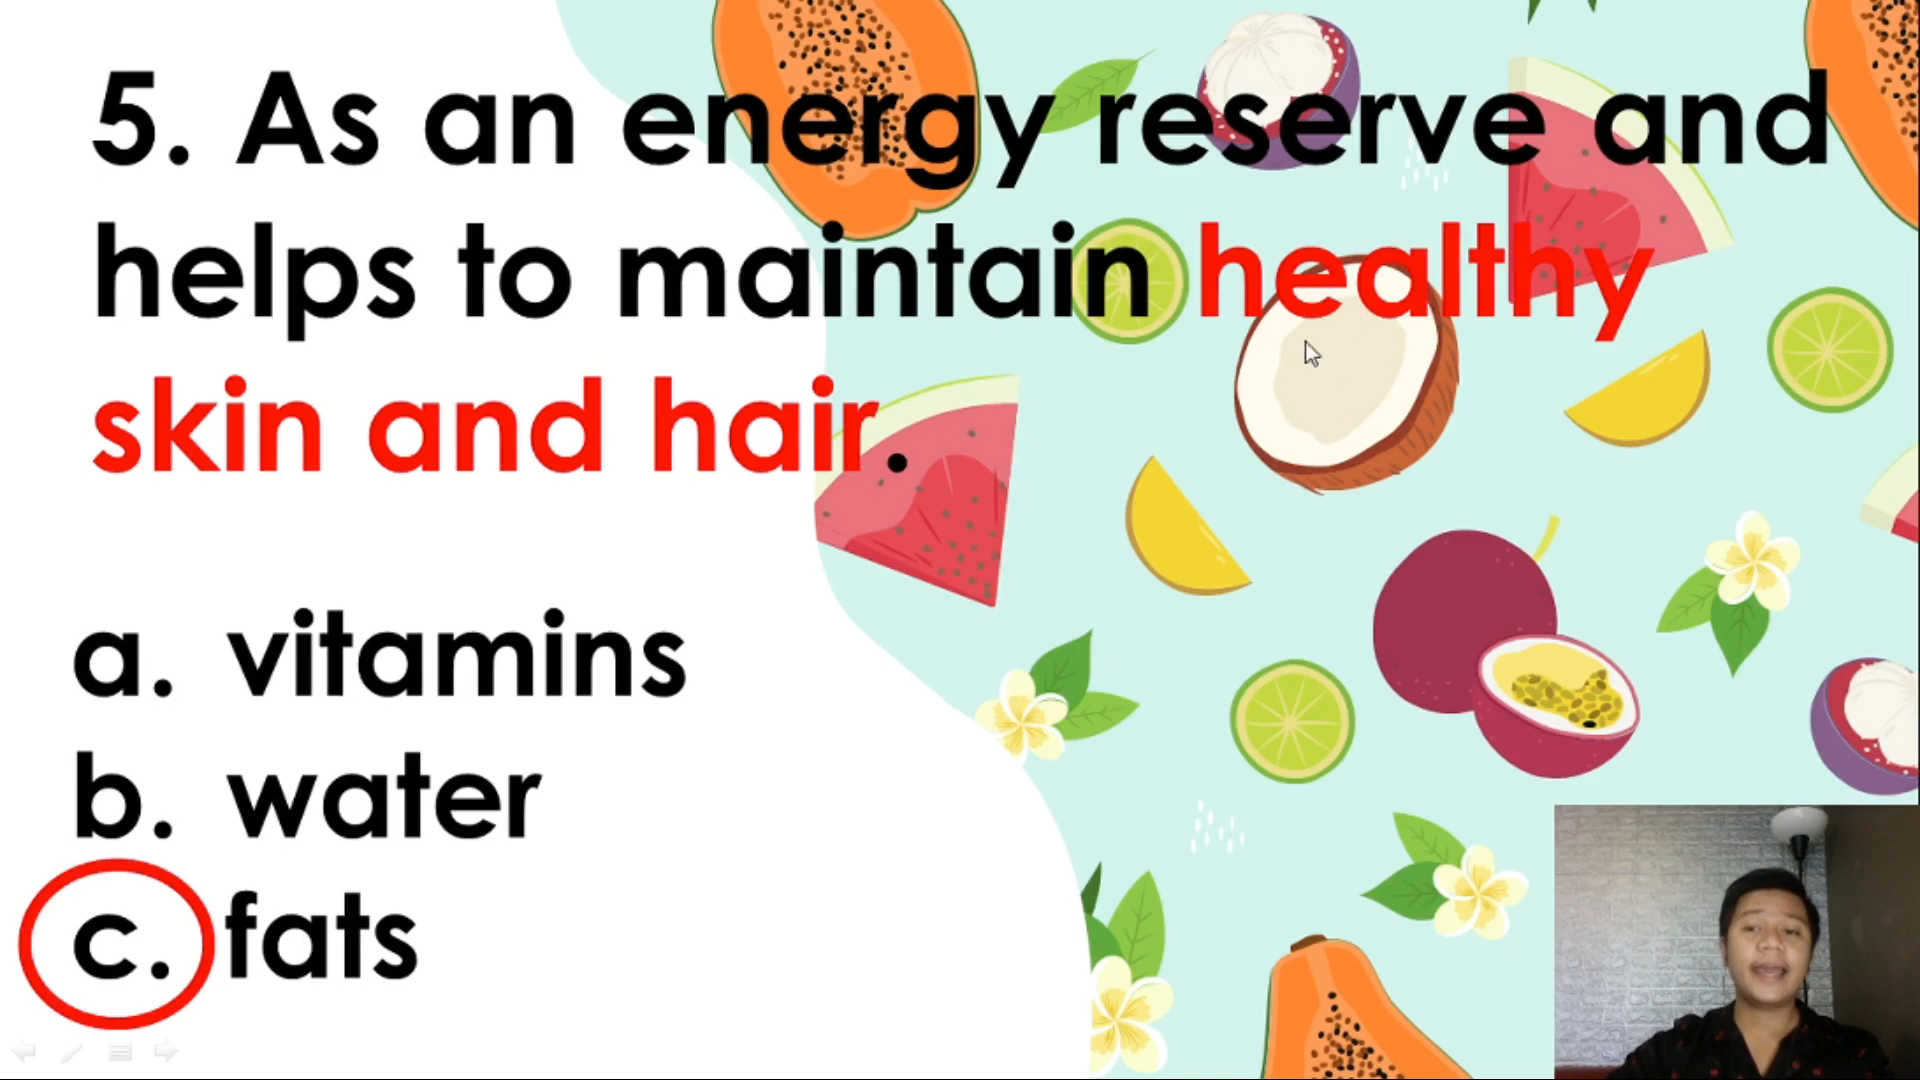 5. As an energy reserve and
helps to maintain healthy
skin and hair.
a. vitamins
b. water
c. fats